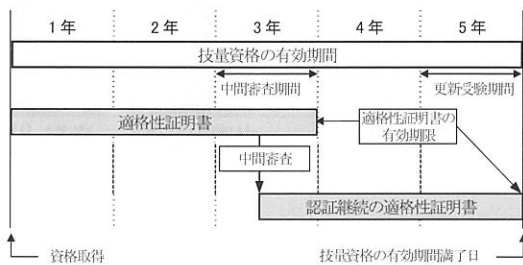 1年 2年 3年 4年 5年
技量資格の有効期間
中間審査期間 更新受験期間
適格性証明書
適格性証明書の
有効期限
中間審査
認証継続の適格性証明書
資格取得 技量資格の有効期間満了日